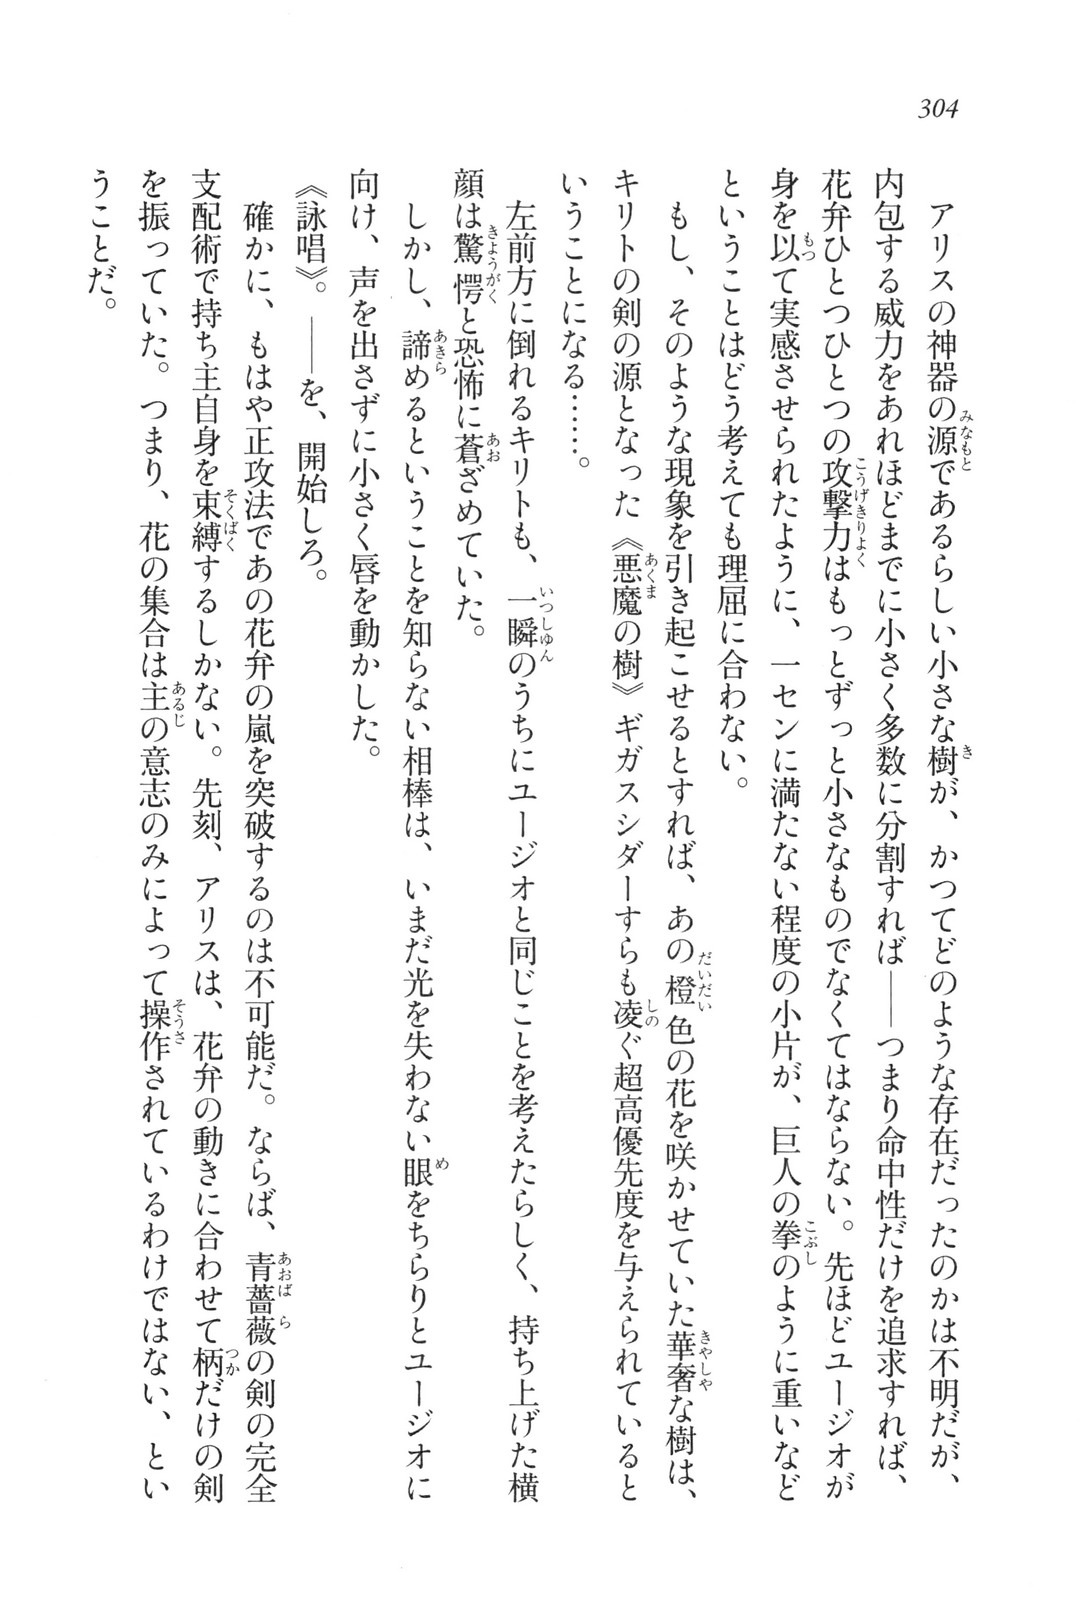 304
アリスの神器の源であるらしい小さな樹が、かつてどのような存在だったのかは不明だが、
内包する威力をあれほどまでに小さく多数に分割すれば――つまり命中性だけを追求すれば、
花弁ひとつひとつの攻撃力はもっとずっと小さなものでなくてはならない。先ほどユージオが
身を以て実感させられたように、一センに満たない程度の小片が、巨人の拳のように重いなど
ということはどう考えても理屈に合わない。
もし、そのような現象を引き起こせるとすれば、あの橙色の花を咲かせていた華奢な樹は、
キリトの剣の源となった《悪魔の樹》ギガスシダーすらも凌ぐ超高優先度を与えられていると
いうことになる……。
左前方に倒れるキリトも、一瞬のうちにユージオと同じことを考えたらしく、持ち上げた横
顔は驚愕と恐怖に蒼ざめていた。
しかし、諦めるということを知らない相棒は、いまだ光を失わない眼をちらりとユージオに
向け、声を出さずに小さく唇を動かした。
《詠唱》。――を、開始しろ。
確かに、もはや正攻法であの花弁の嵐を突破するのは不可能だ。ならば、青薔薇の剣の完全
支配術で持ち主自身を束縛するしかない。先刻、アリスは、花弁の動きに合わせて柄だけの剣
を振っていた。つまり、花の集合は主の意志のみによって操作されているわけではない、とい
うことだ。